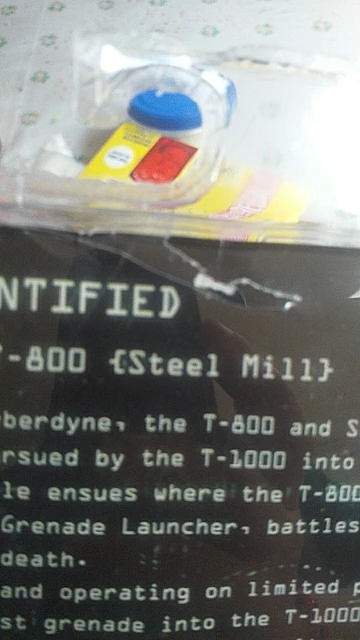 NTIFIED
T-800 {Steel Mill}
berdyne, the T-800 and S
rsued by the T-1000 into
le ensues where the T-800
Grenade Launcher, battles
death.
and operating on limited p
st grenade into the T-1000